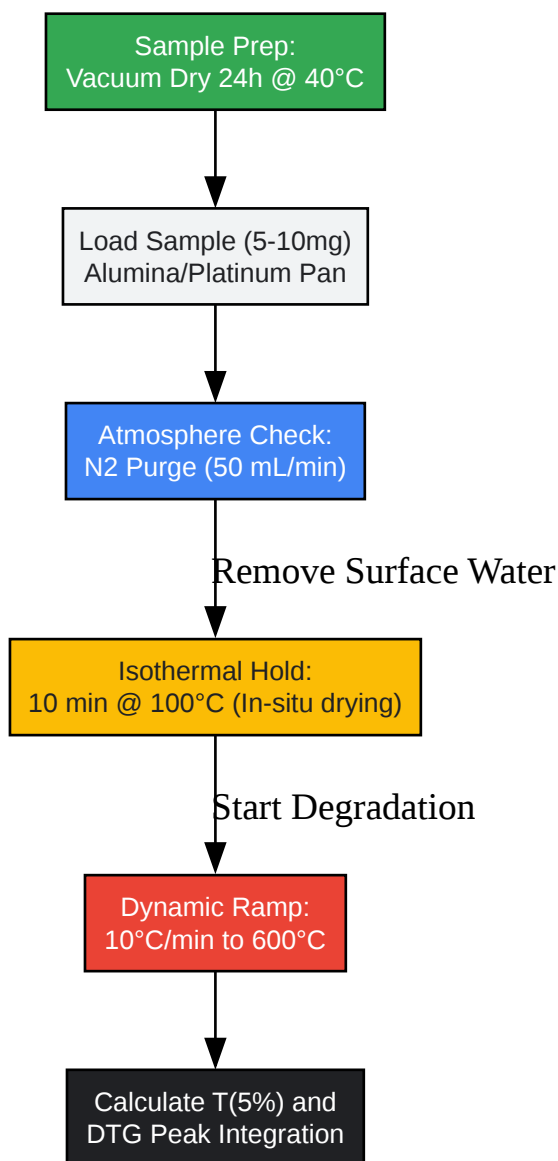 Sample Prep:
Vacuum Dry 24h @ 40°C
Load Sample (5-10mg)
Alumina/Platinum Pan
Atmosphere Check:
N2 Purge (50 mL/min)
Remove Surface Water
Isothermal Hold:
10 min @ 100°C (In-situ drying)
Start Degradation
Dynamic Ramp:
10°C/min to 600°C
Calculate T(5%) and
DTG Peak Integration